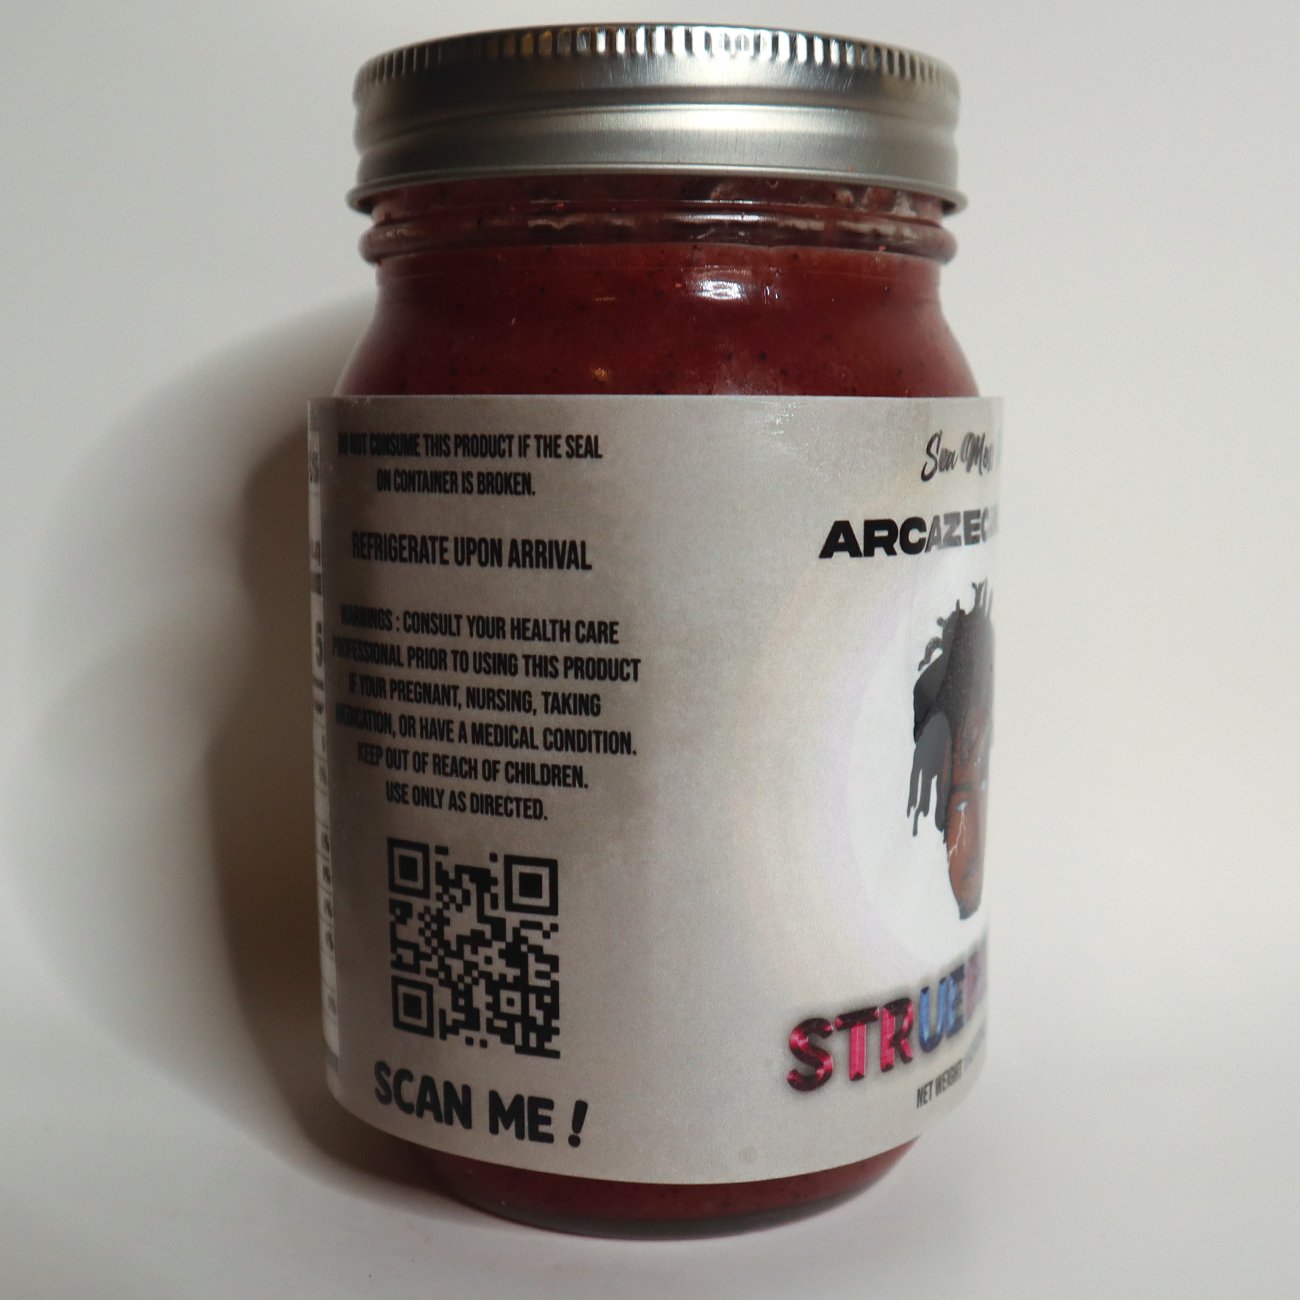 DO NOT CONSUME THIS PRODUCT IF THE SEAL
ON CONTAINER IS BROKEN.
REFRIGERATE UPON ARRIVAL
WARNINGS : CONSULT YOUR HEALTH CARE
PROFESSIONAL PRIOR TO USING THIS PRODUCT
IF YOUR PREGNANT, NURSING, TAKING
MEDICATION, OR HAVE A MEDICAL CONDITION.
KEEP OUT OF REACH OF CHILDREN.
USE ONLY AS DIRECTED.
SCAN ME !
Sea
ARCAZEC
STRUE
NET WEIGHT